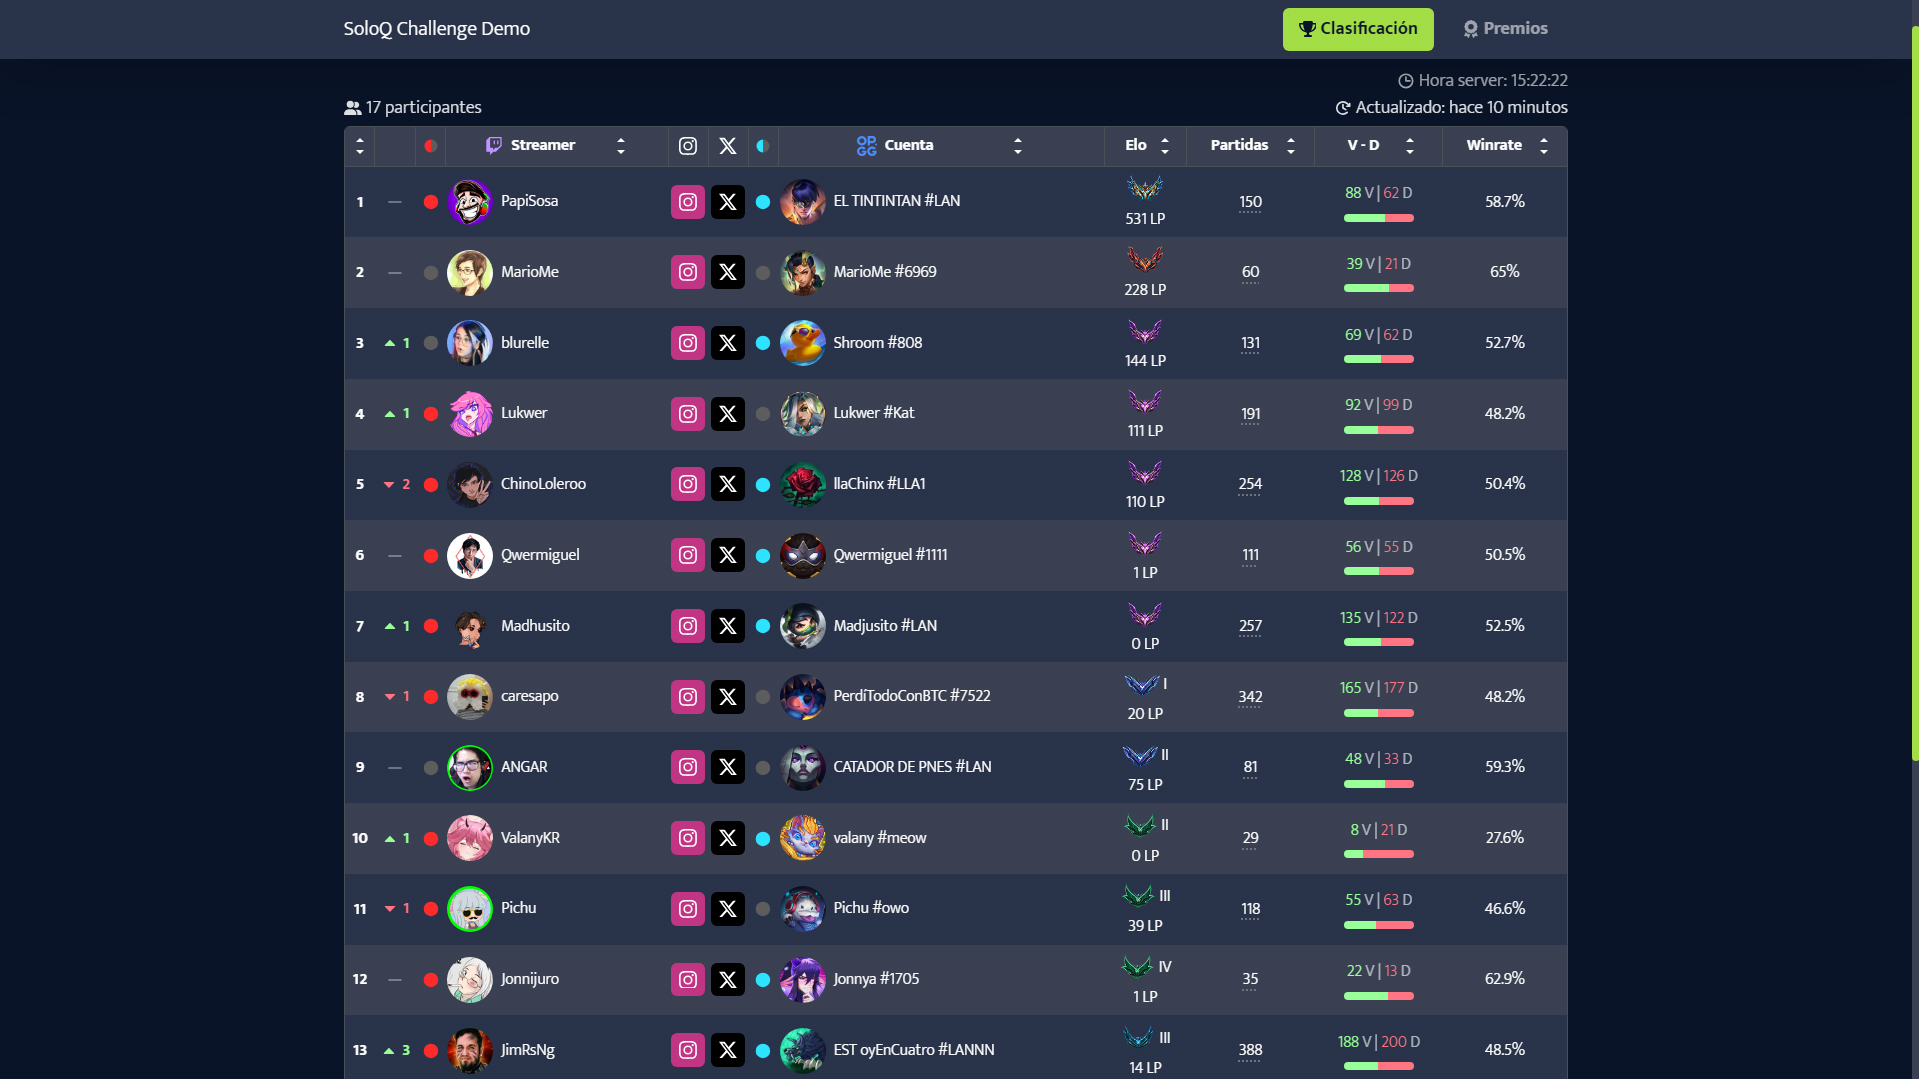 SoloQ Challenge Demo
Clasificación
Premios
Hora server: 15:22:22
17 participantes
Actualizado: hace 10 minutos
Streamer OP.GG Cuenta Elo Partidas V - D Winrate
1 — PapiSosa EL TINTINTAN #LAN 531 LP 150 88 V | 62 D 58.7%
2 — MarioMe MarioMe #6969 228 LP 60 39 V | 21 D 65%
3 1 blurelle Shroom #808 144 LP 131 69 V | 62 D 52.7%
4 1 Lukwer Lukwer #Kat 111 LP 191 92 V | 99 D 48.2%
5 2 ChinoLoleroo llaChinx #LLA1 110 LP 254 128 V | 126 D 50.4%
6 — Qwermiguel Qwermiguel #1111 1 LP 111 56 V | 55 D 50.5%
7 1 Madhusito Madjusito #LAN 0 LP 257 135 V | 122 D 52.5%
8 1 caresapo PerdíTodoConBTC #7522 I 20 LP 342 165 V | 177 D 48.2%
9 — ANGAR CATADOR DE PNES #LAN II 75 LP 81 48 V | 33 D 59.3%
10 1 ValanyKR valany #meow II 0 LP 29 8 V | 21 D 27.6%
11 1 Pichu Pichu #owo III 39 LP 118 55 V | 63 D 46.6%
12 — Jonnijuro Jonnya #1705 IV 1 LP 35 22 V | 13 D 62.9%
13 3 JimRsNg EST oyEnCuatro #LANNN III 14 LP 388 188 V | 200 D 48.5%